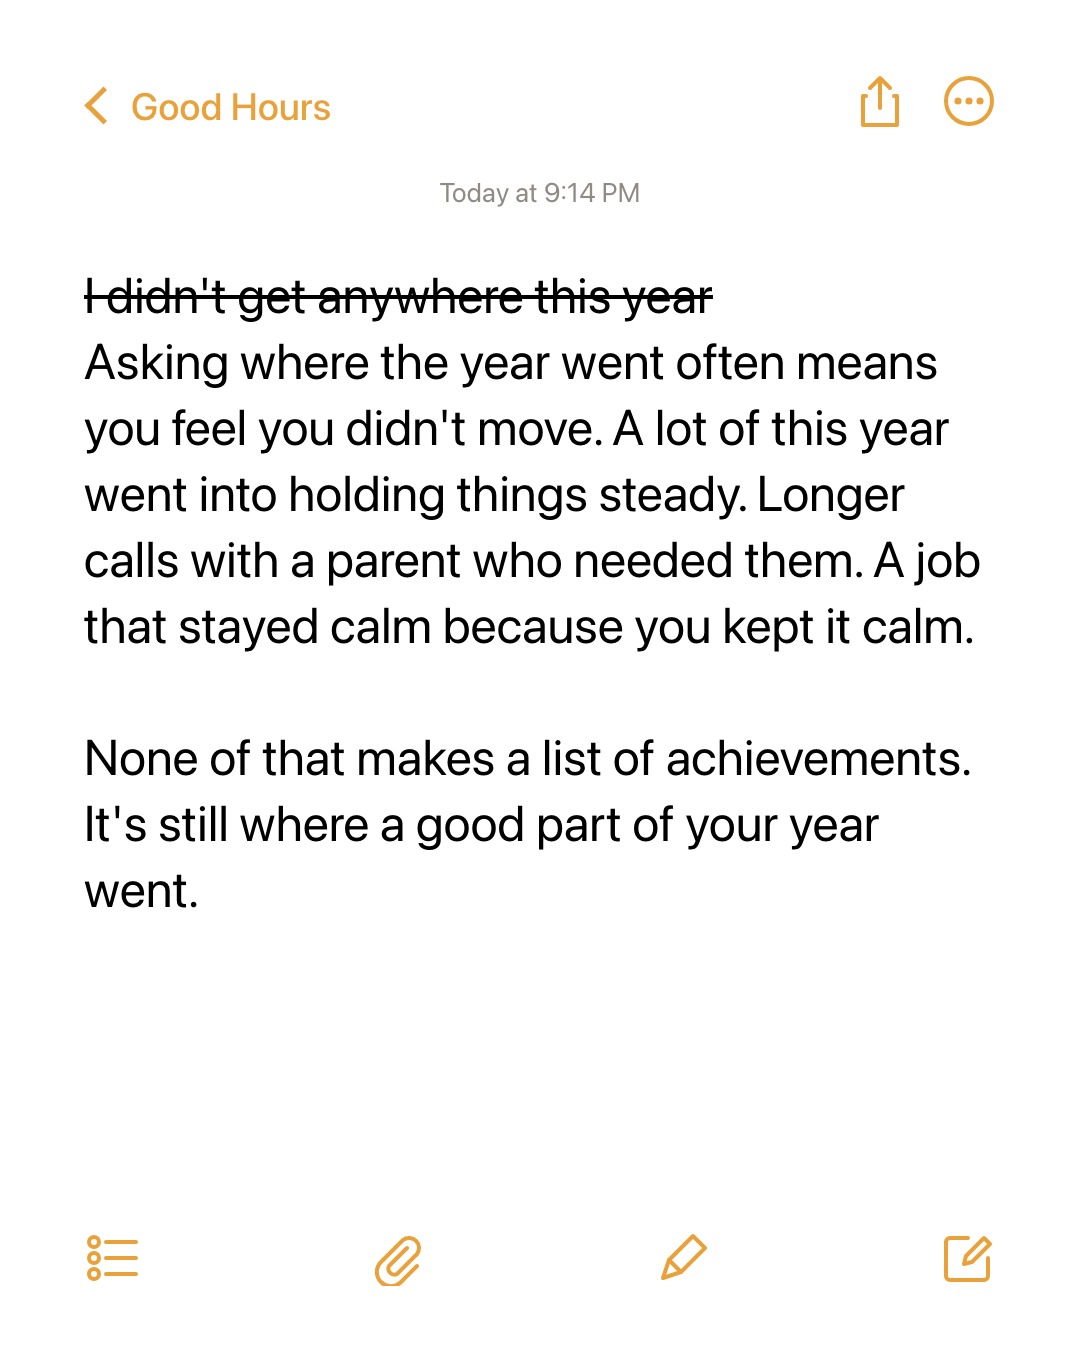 Good Hours
Today at 9:14 PM
I didn't get anywhere this year
Asking where the year went often means
you feel you didn't move. A lot of this year
went into holding things steady. Longer
calls with a parent who needed them. A job
that stayed calm because you kept it calm.
None of that makes a list of achievements.
It's still where a good part of your year
went.